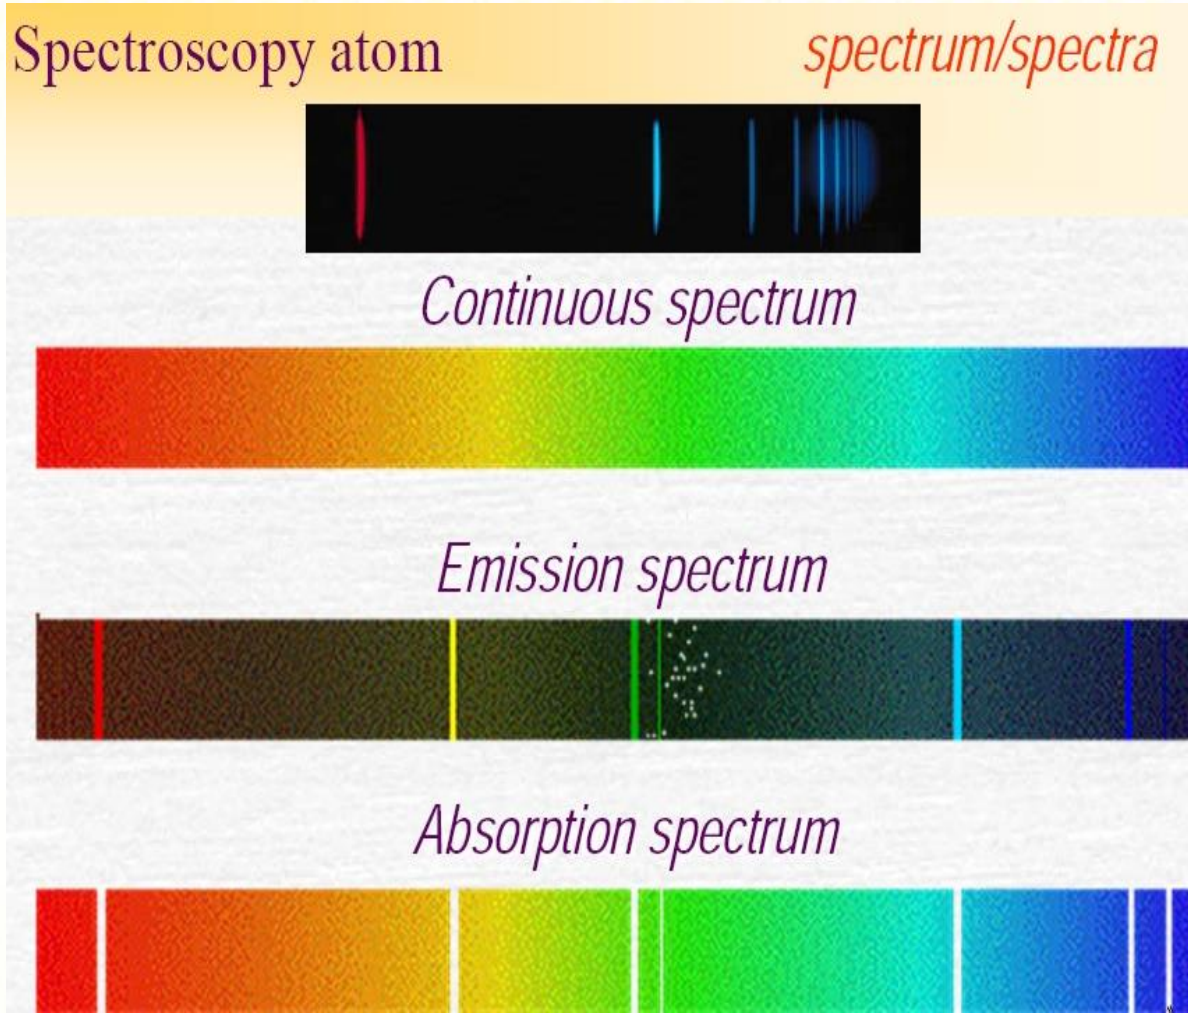 Spectroscopy atom
spectrum/spectra
Continuous spectrum
Emission spectrum
Absorption spectrum